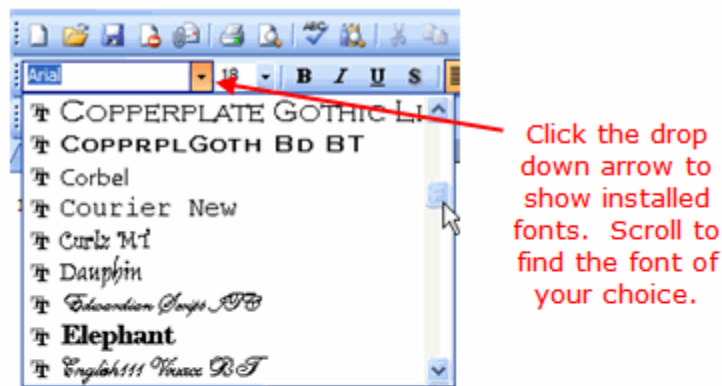 ABC
Arial 18 B I U S
COPPERPLATE GOTHIC LI
COPPRPLGOTH BD BT
Corbel
Courier New
Curlz MT
Dauphin
Edwardian Script ITC
Elephant
English111 Vivace BT
Click the drop
down arrow to
show installed
fonts. Scroll to
find the font of
your choice.